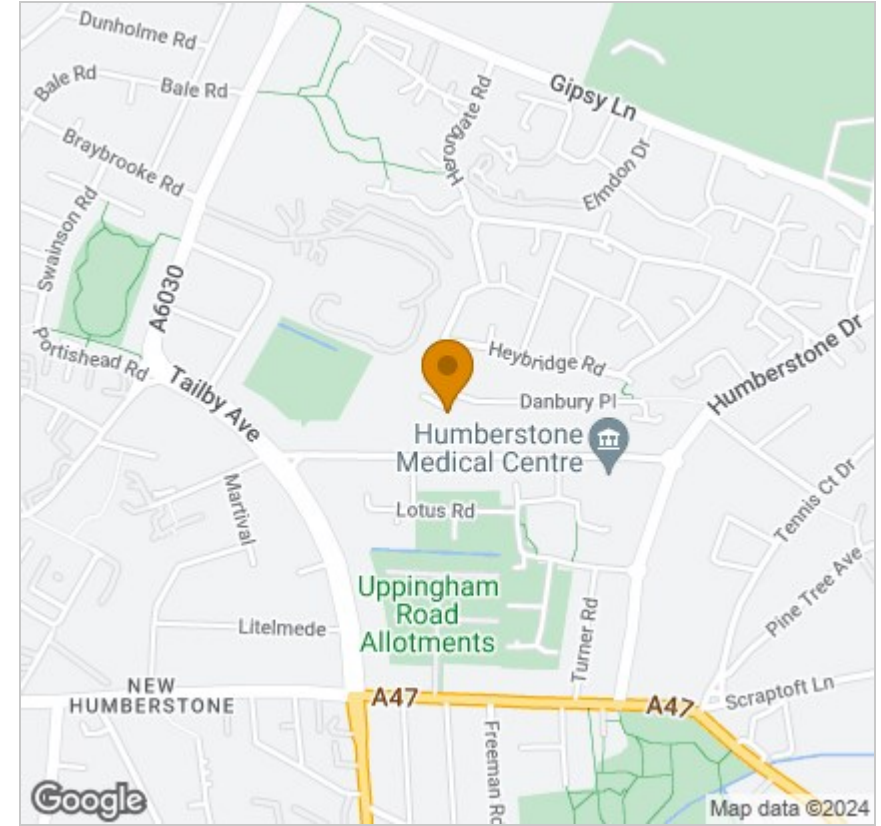 Dunholme Rd
Bale Rd
Bale Rd
Gipsy Ln
Herongate Rd
Elmdon Dr
Braybrooke Rd
Swainson Rd
A6030
Portishead Rd
Tailby Ave
Heybridge Rd
Danbury Pl
Humberstone Dr
Humberstone
Medical Centre
Martival
Lotus Rd
Tennis Ct Dr
Pine Tree Ave
Uppingham
Road
Allotments
Litelmede
Turner Rd
NEW
HUMBERSTONE
A47
A47
Scraptoft Ln
Freeman Rd
Google
Map data ©2024